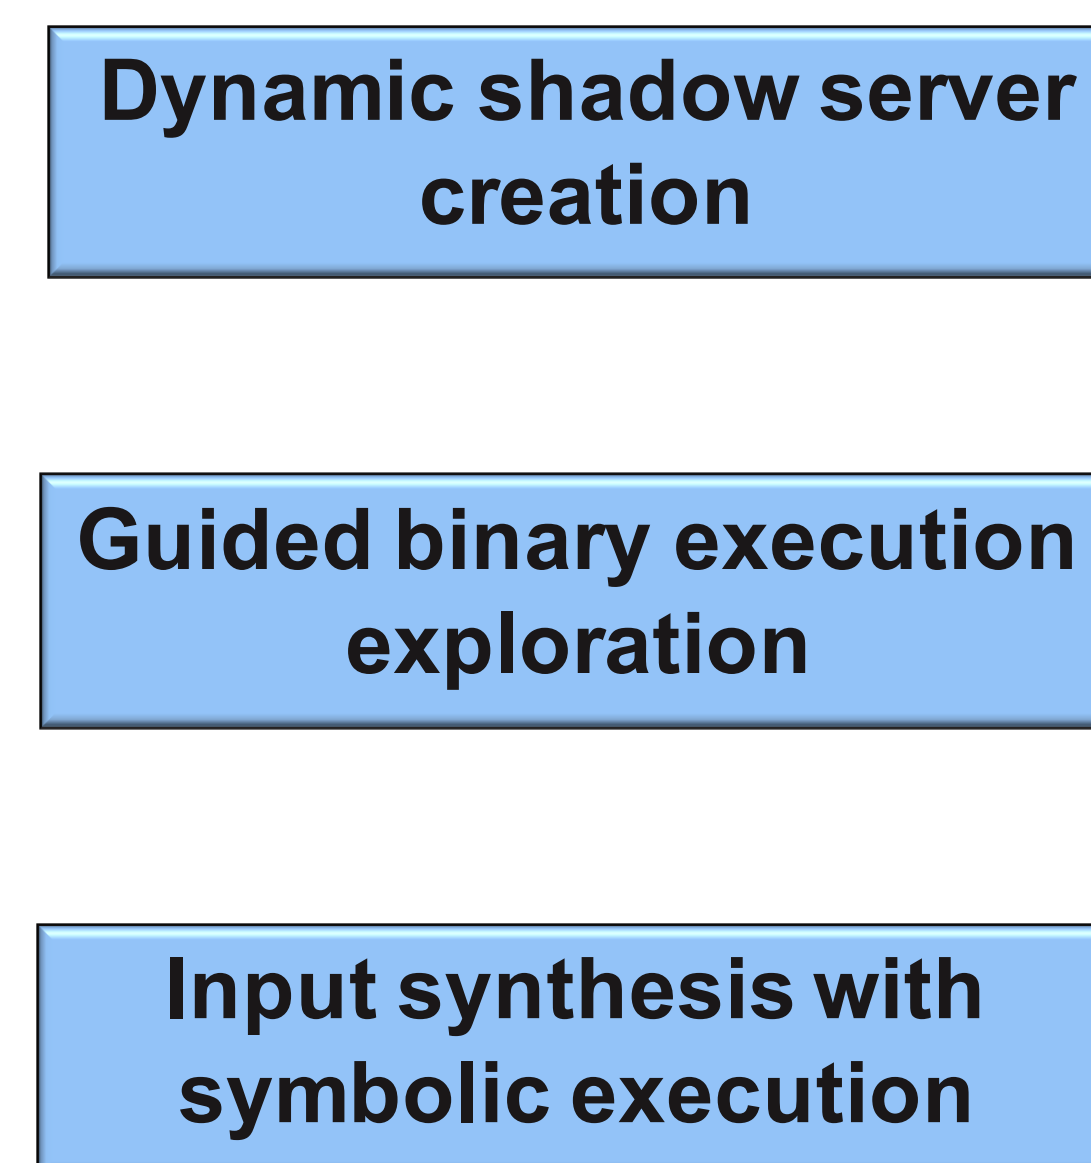 Dynamic shadow server
creation
Guided binary execution
exploration
Input synthesis with
symbolic execution